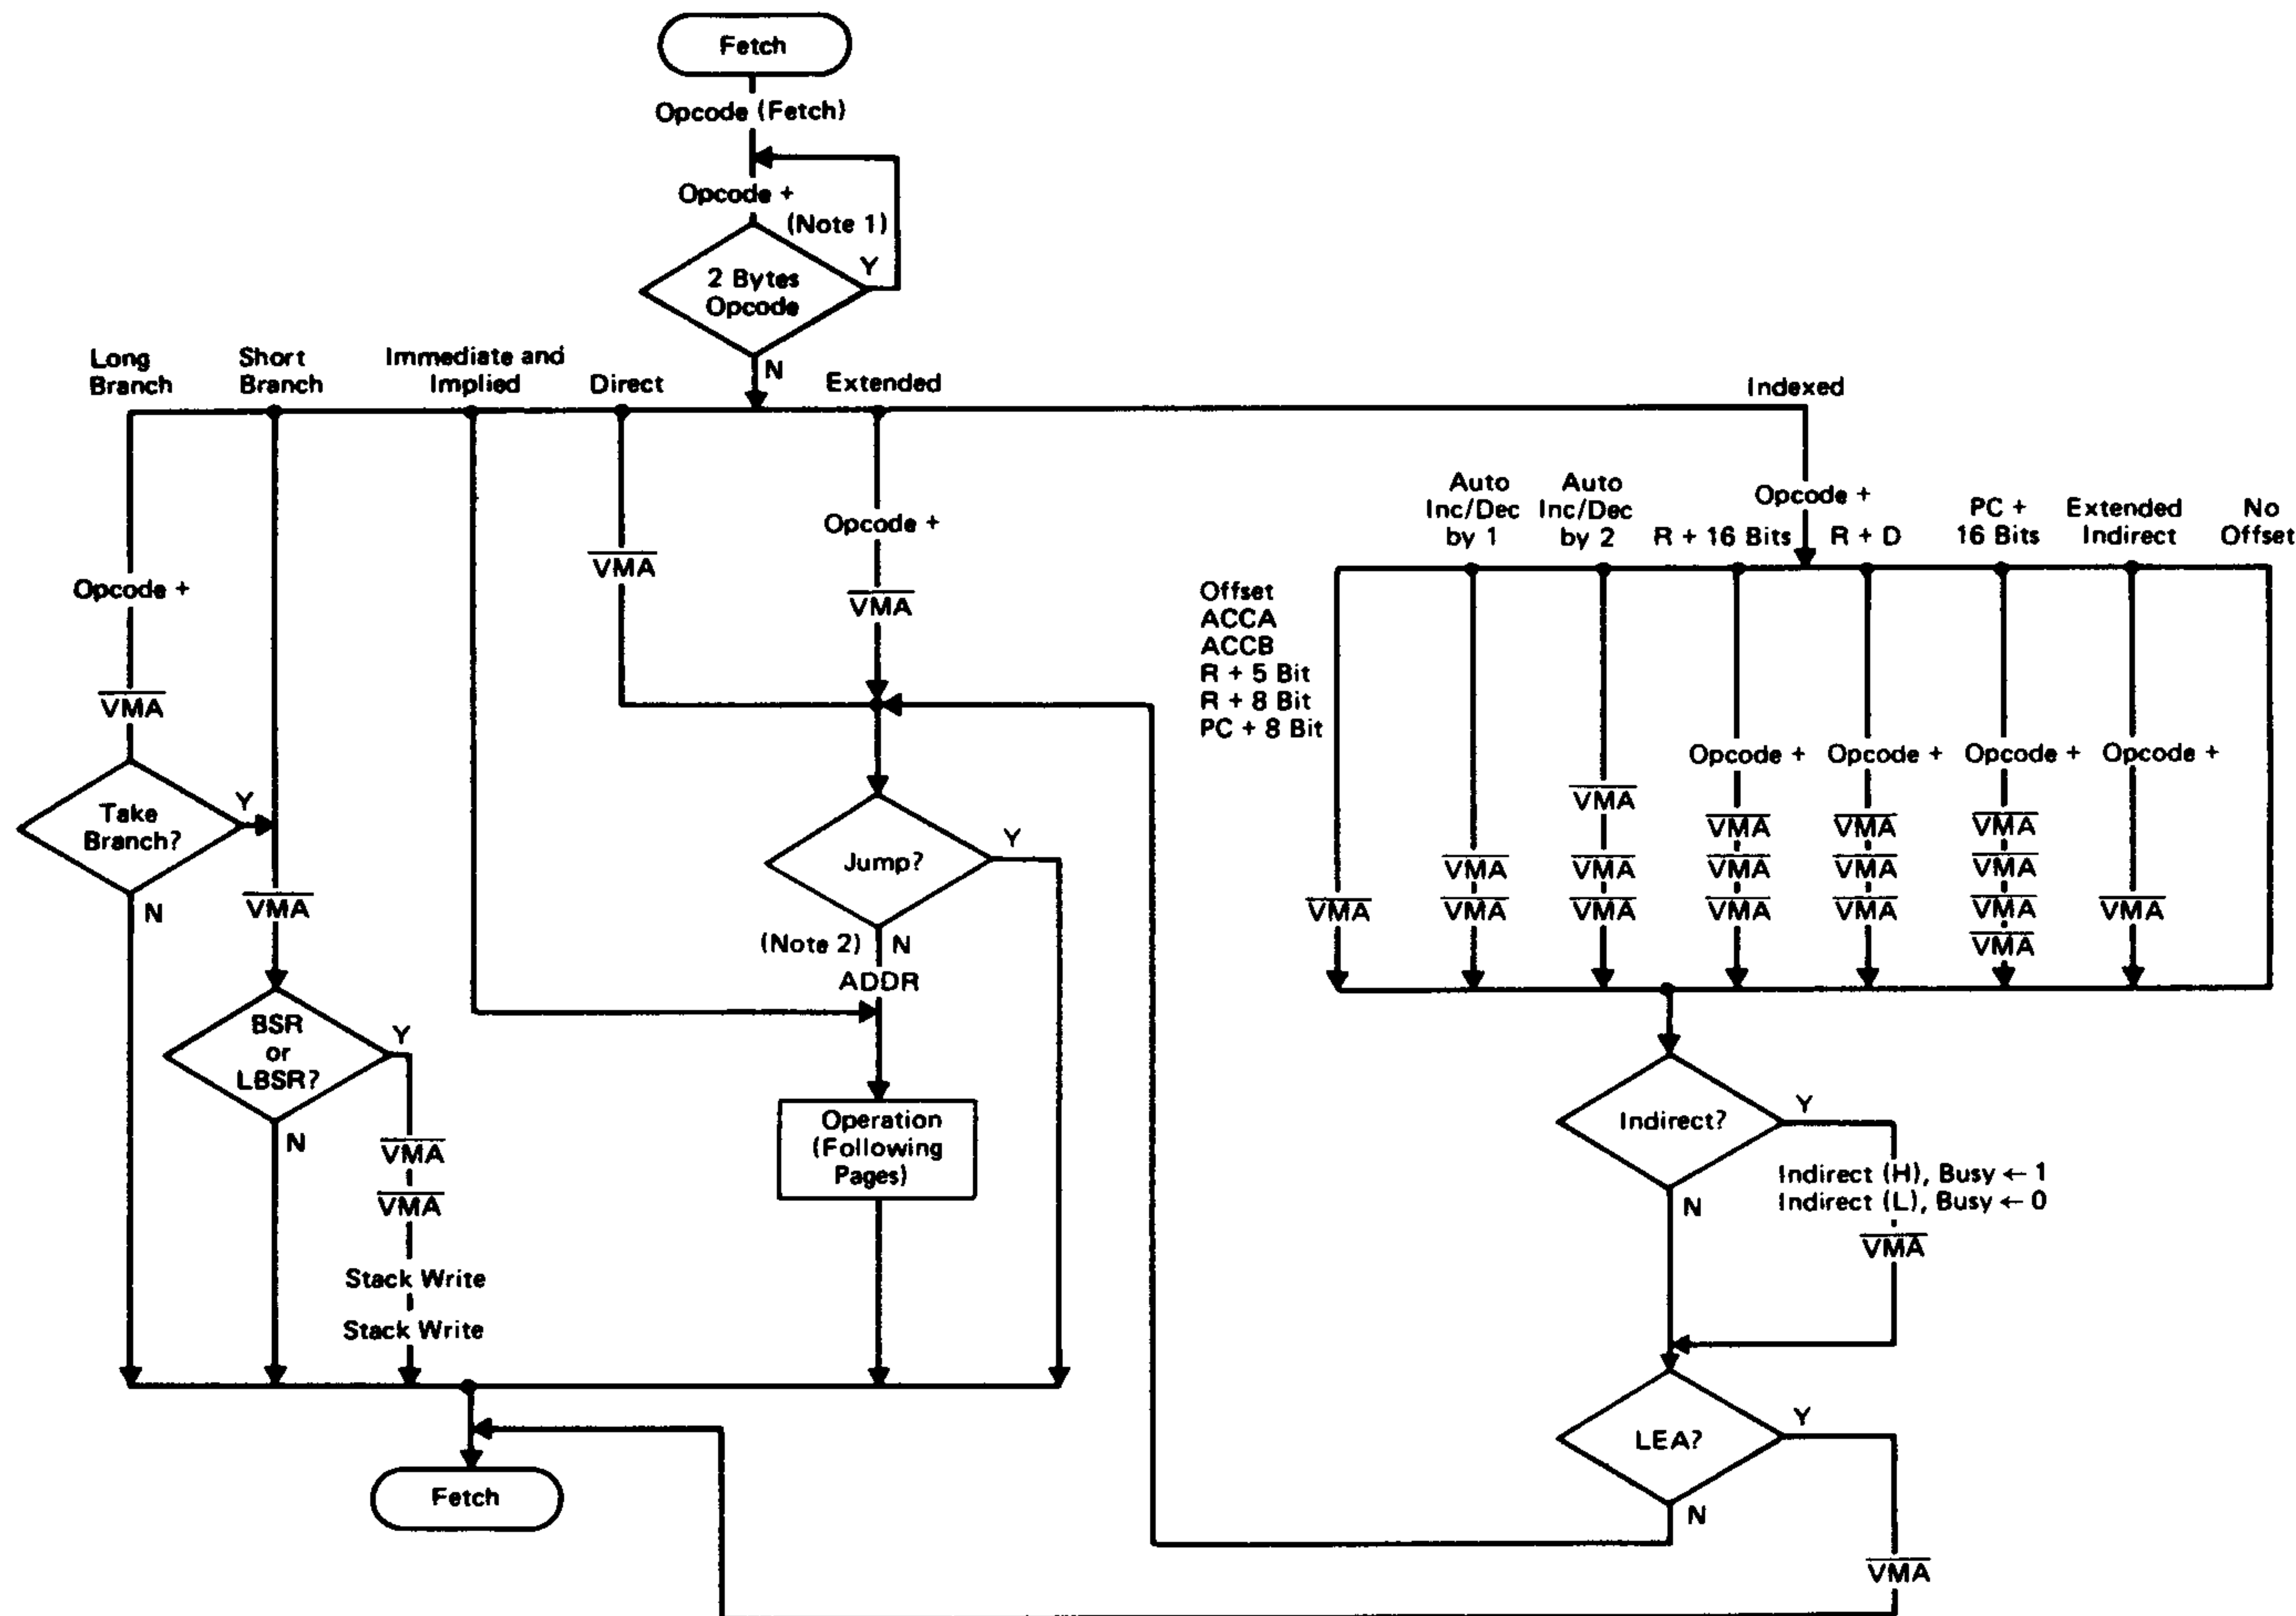 Fetch
Opcode (Fetch)
Opcode +
(Note 1)
2 Bytes
Opcode
Y
N
Long
Branch
Short
Branch
Immediate and
Implied
Direct
Extended
Indexed
Opcode +
VMA
Take
Branch?
Y
N
VMA
BSR
or
LBSR?
Y
N
VMA
VMA
Stack Write
Stack Write
VMA
Opcode +
VMA
Jump?
Y
(Note 2)
N
ADDR
Operation
(Following
Pages)
Fetch
Opcode +
Offset
ACCA
ACCB
R + 5 Bit
R + 8 Bit
PC + 8 Bit
VMA
Auto
Inc/Dec
by 1
VMA
VMA
Auto
Inc/Dec
by 2
VMA
VMA
VMA
R + 16 Bits
Opcode +
VMA
VMA
VMA
R + D
Opcode +
VMA
VMA
VMA
PC +
16 Bits
Opcode +
VMA
VMA
VMA
VMA
Extended
Indirect
Opcode +
VMA
No
Offset
Indirect?
Y
N
Indirect (H), Busy ← 1
Indirect (L), Busy ← 0
VMA
LEA?
Y
N
VMA